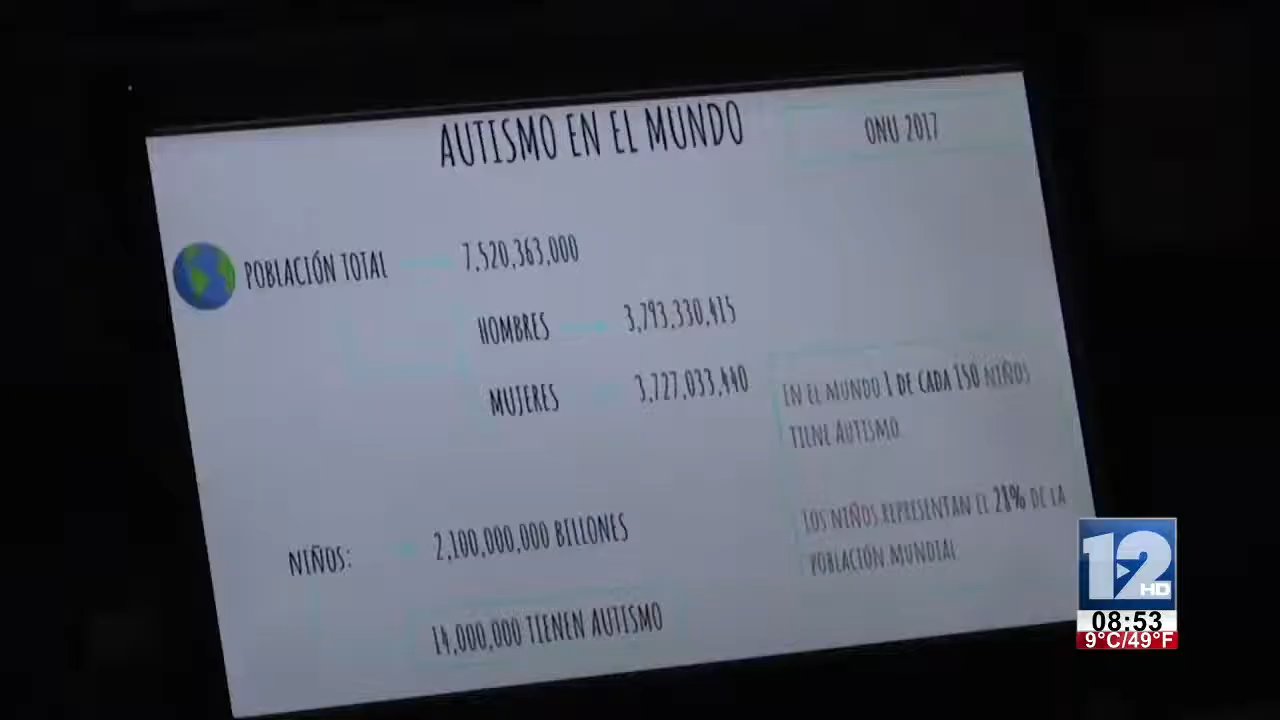 AUTISMO EN EL MUNDO
ONU 2017
POBLACIÓN TOTAL 7,520,363,000
HOMBRES 3,793,330,415
MUJERES 3,727,033,440
EN EL MUNDO 1 DE CADA 150 NIÑOS
TIENE AUTISMO.
LOS NIÑOS REPRESENTAN EL 28% DE LA
POBLACIÓN MUNDIAL
NIÑOS: 2,100,000,000 BILLONES
14,000,000 TIENEN AUTISMO
12
HD
08:53
9°C/49°F